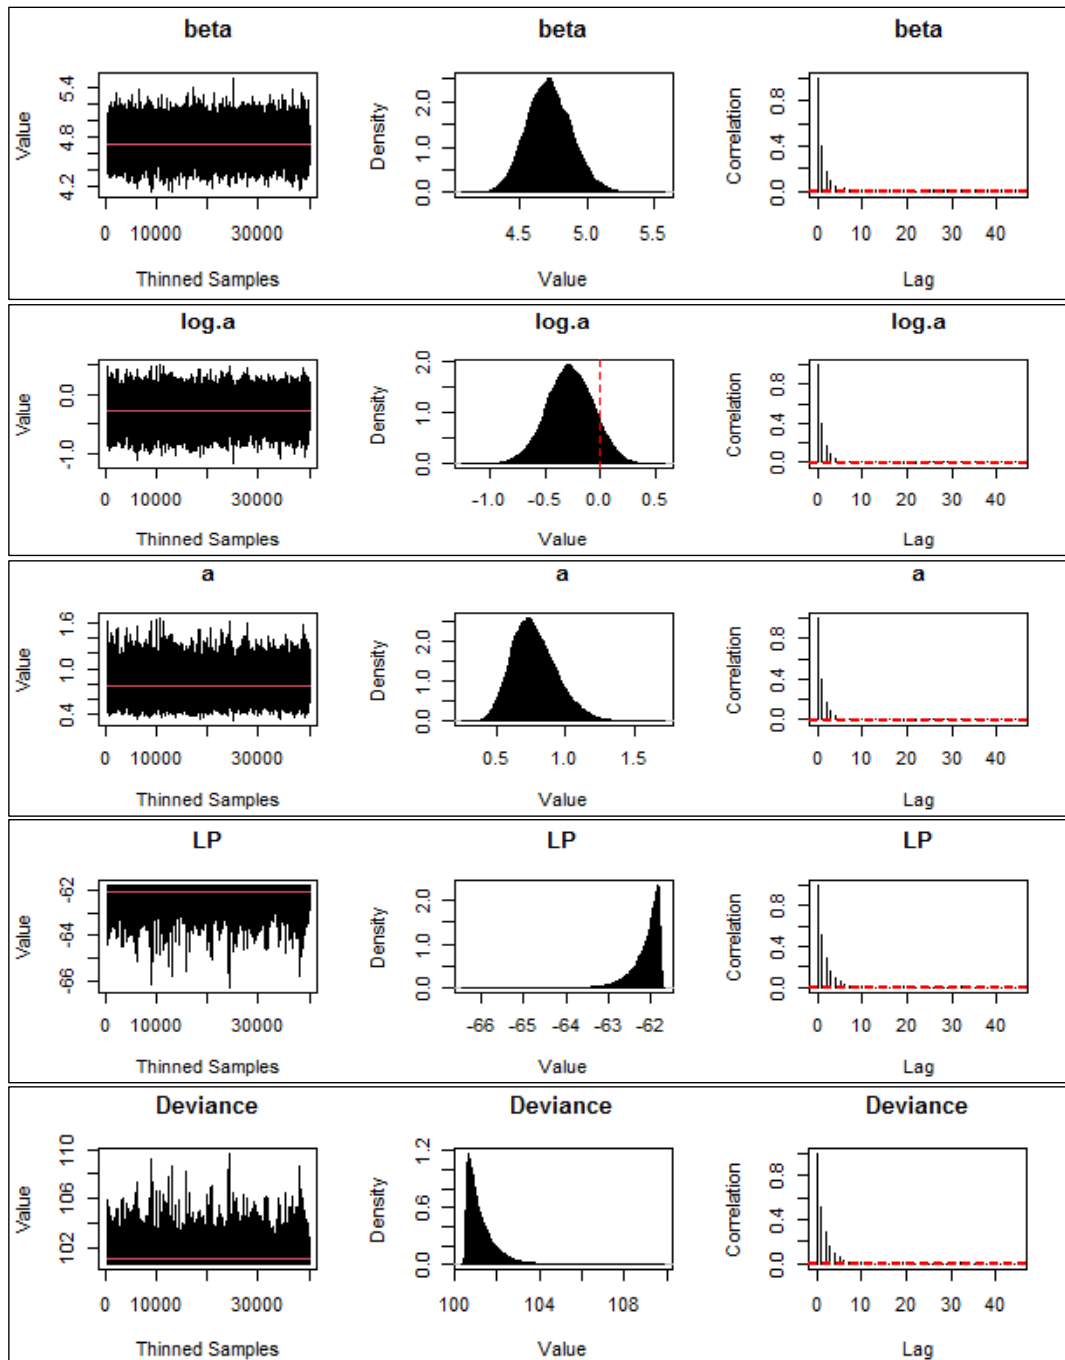 beta beta beta
Value 4.2 4.8 5.4 Density 0.0 1.0 2.0 Correlation 0.0 0.4 0.8
0 10000 30000 4.5 5.0 5.5 0 10 20 30 40
Thinned Samples Value Lag
log.a log.a log.a
Value -1.0 0.0 Density 0.0 1.0 2.0 Correlation 0.0 0.4 0.8
0 10000 30000 -1.0 -0.5 0.0 0.5 0 10 20 30 40
Thinned Samples Value Lag
a a a
Value 0.4 1.0 1.6 Density 0.0 1.0 2.0 Correlation 0.0 0.4 0.8
0 10000 30000 0.5 1.0 1.5 0 10 20 30 40
Thinned Samples Value Lag
LP LP LP
Value -66 -64 -62 Density 0.0 1.0 2.0 Correlation 0.0 0.4 0.8
0 10000 30000 -66 -65 -64 -63 -62 0 10 20 30 40
Thinned Samples Value Lag
Deviance Deviance Deviance
Value 102 106 110 Density 0.0 0.6 1.2 Correlation 0.0 0.4 0.8
0 10000 30000 100 104 108 0 10 20 30 40
Thinned Samples Value Lag